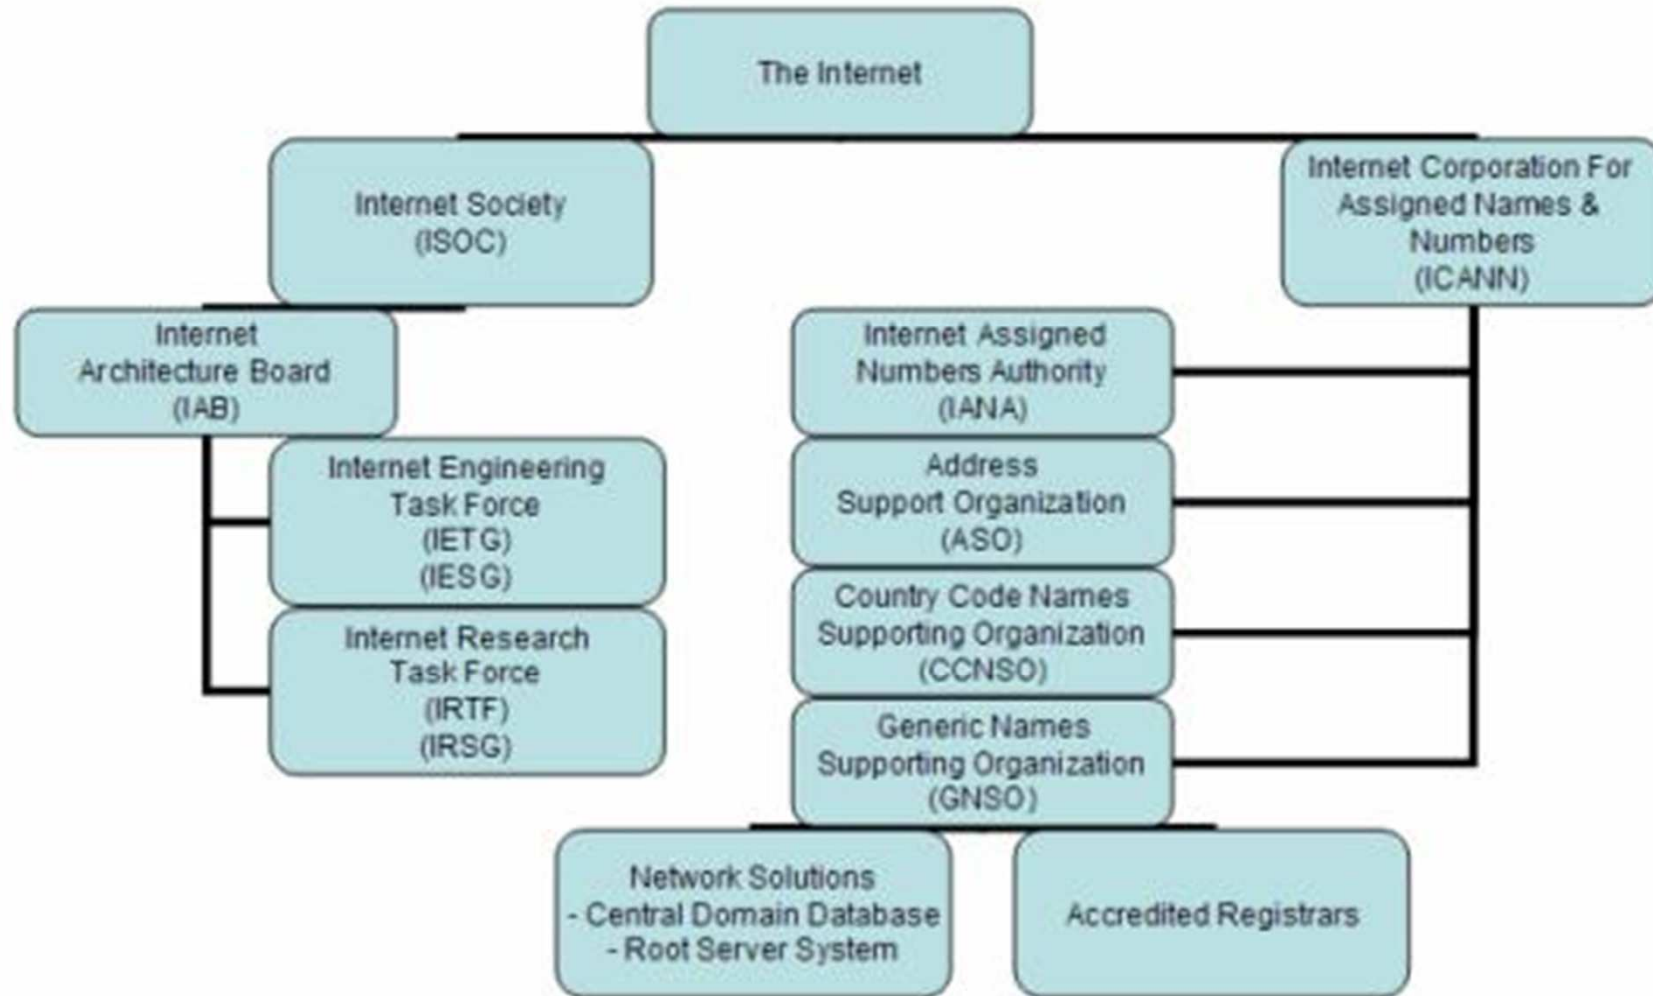 The Internet
Internet Society
(ISOC)
Internet Corporation For
Assigned Names &
Numbers
(ICANN)
Internet
Architecture Board
(IAB)
Internet Engineering
Task Force
(IETG)
(IESG)
Internet Research
Task Force
(IRTF)
(IRSG)
Internet Assigned
Numbers Authority
(IANA)
Address
Support Organization
(ASO)
Country Code Names
Supporting Organization
(CCNSO)
Generic Names
Supporting Organization
(GNSO)
Network Solutions
- Central Domain Database
- Root Server System
Accredited Registrars